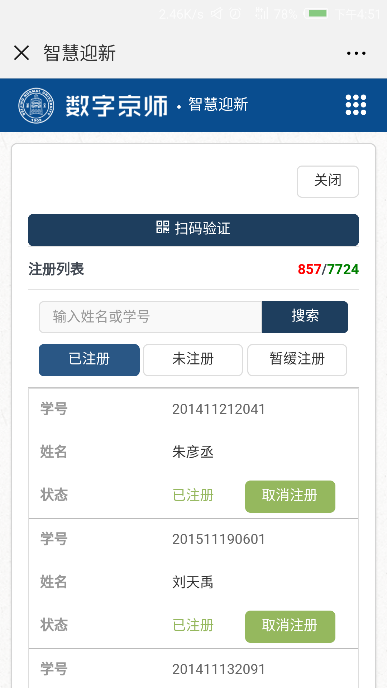 2.46K/s 78% 下午4:51
智慧迎新
数字京师 · 智慧迎新
关闭
扫码验证
注册列表 857/7724
输入姓名或学号 搜索
已注册 未注册 暂缓注册
学号 201411212041
姓名 朱彦丞
状态 已注册 取消注册
学号 201511190601
姓名 刘天禹
状态 已注册 取消注册
学号 201411132091